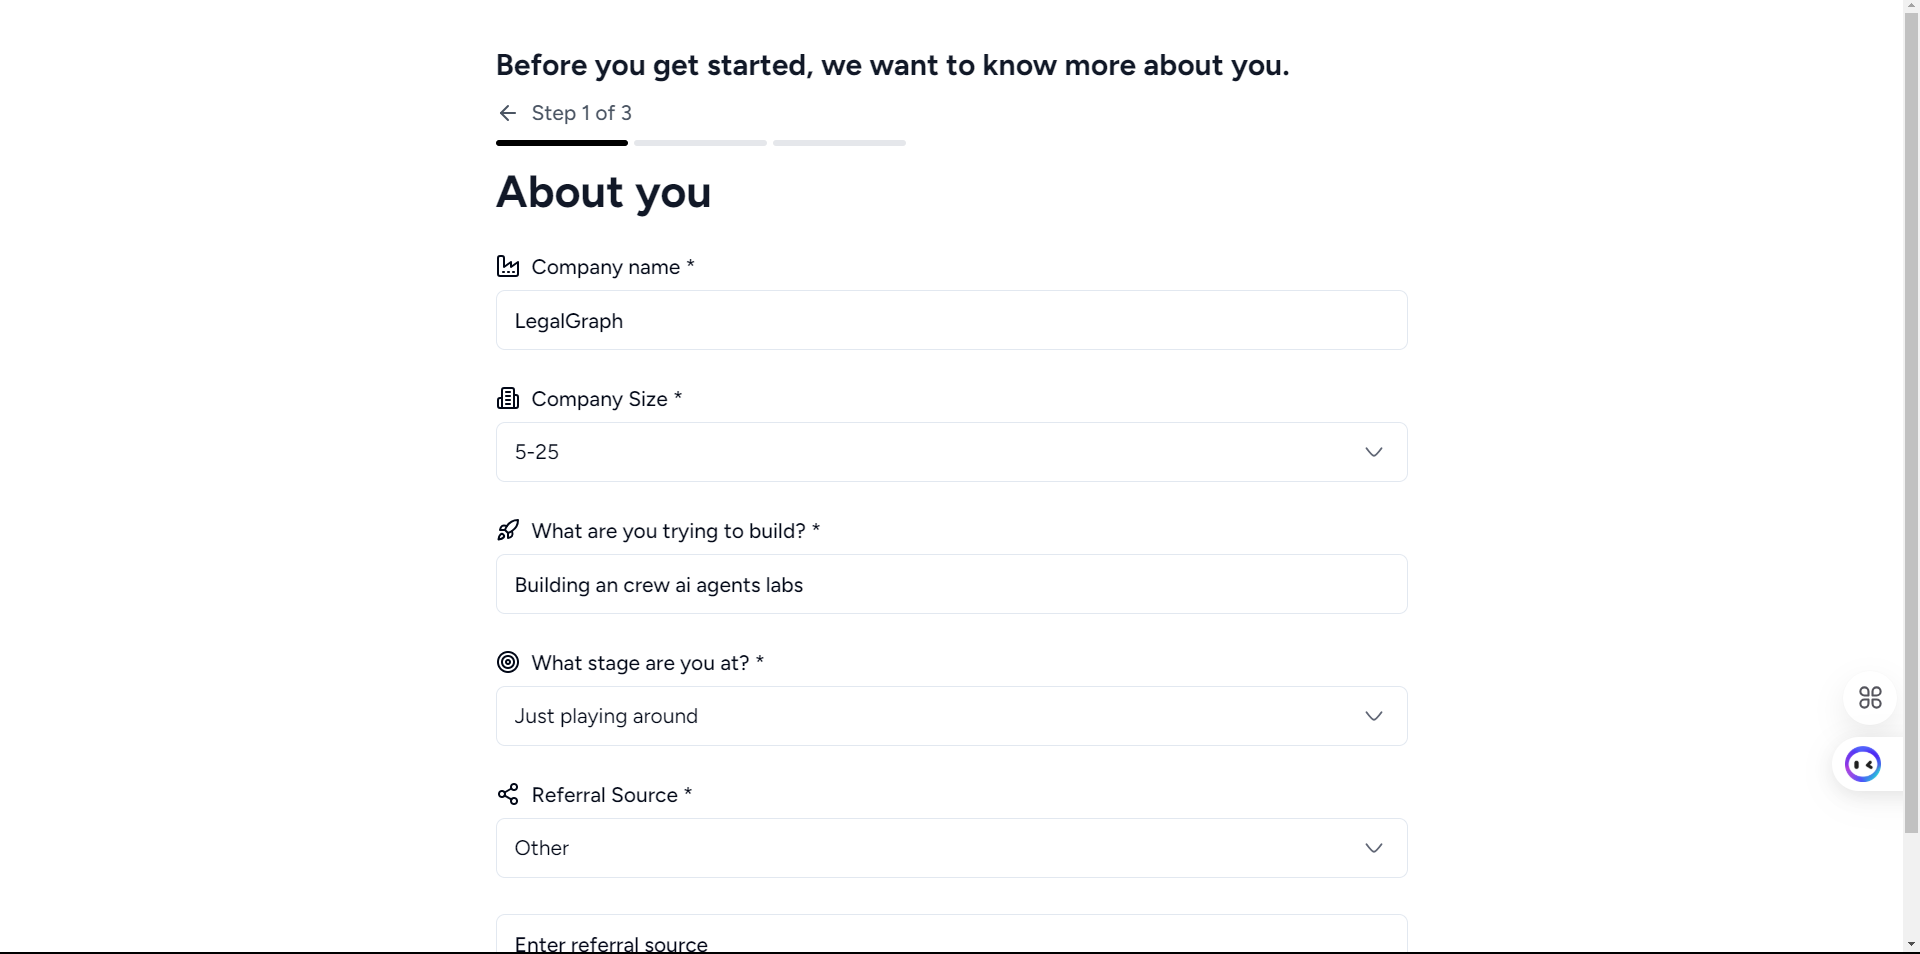 Before you get started, we want to know more about you.
Step 1 of 3
About you
Company name *
LegalGraph
Company Size *
5-25
What are you trying to build? *
Building an crew ai agents labs
What stage are you at? *
Just playing around
Referral Source *
Other
Enter referral source